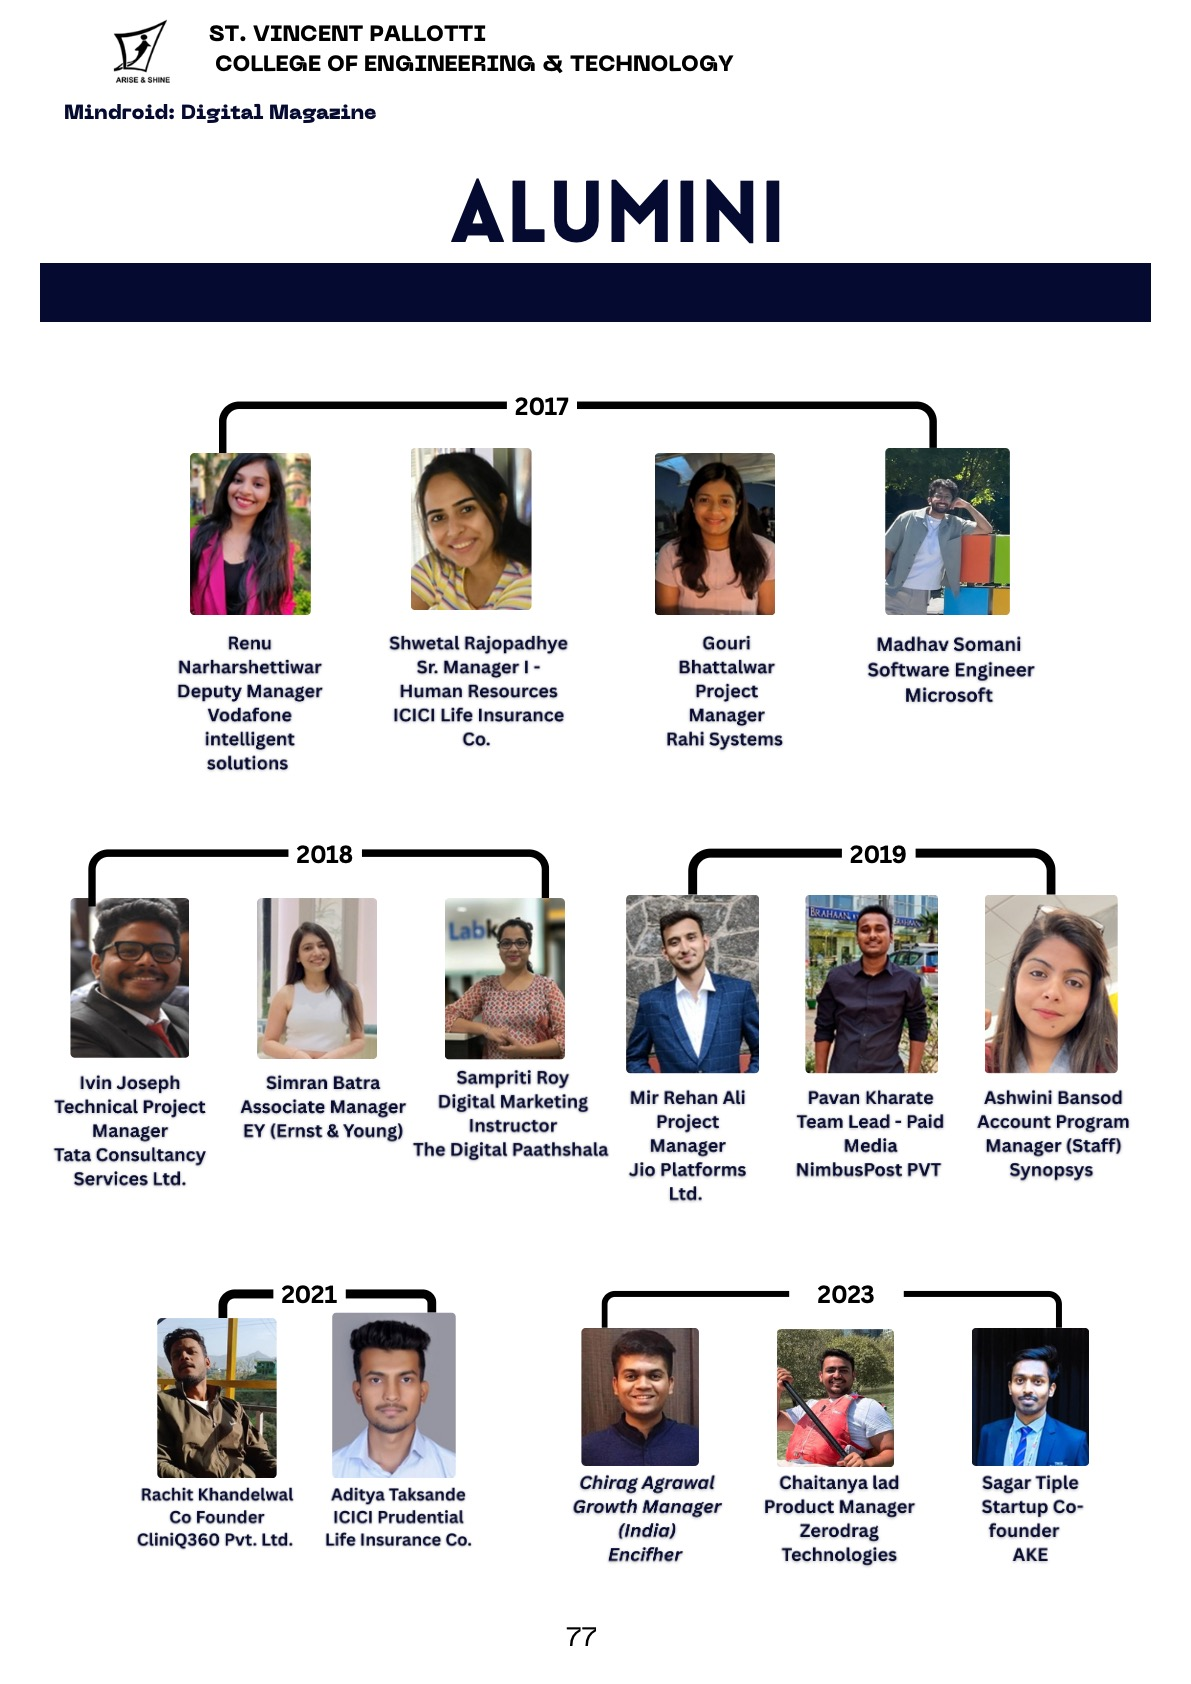 ARISE & SHINE
ST. VINCENT PALLOTTI
COLLEGE OF ENGINEERING & TECHNOLOGY
Mindroid: Digital Magazine
ALUMINI
2017
Renu
Narharshettiwar
Deputy Manager
Vodafone
intelligent
solutions
Shwetal Rajopadhye
Sr. Manager I -
Human Resources
ICICI Life Insurance
Co.
Gouri
Bhattalwar
Project
Manager
Rahi Systems
Madhav Somani
Software Engineer
Microsoft
2018
Ivin Joseph
Technical Project
Manager
Tata Consultancy
Services Ltd.
Simran Batra
Associate Manager
EY (Ernst & Young)
Sampriti Roy
Digital Marketing
Instructor
The Digital Paathshala
2019
BRAHAAN
Mir Rehan Ali
Project
Manager
Jio Platforms
Ltd.
Pavan Kharate
Team Lead - Paid
Media
NimbusPost PVT
Ashwini Bansod
Account Program
Manager (Staff)
Synopsys
2021
Rachit Khandelwal
Co Founder
CliniQ360 Pvt. Ltd.
Aditya Taksande
ICICI Prudential
Life Insurance Co.
2023
Chirag Agrawal
Growth Manager
(India)
Encifher
Chaitanya lad
Product Manager
Zerodrag
Technologies
Sagar Tiple
Startup Co-
founder
AKE
77